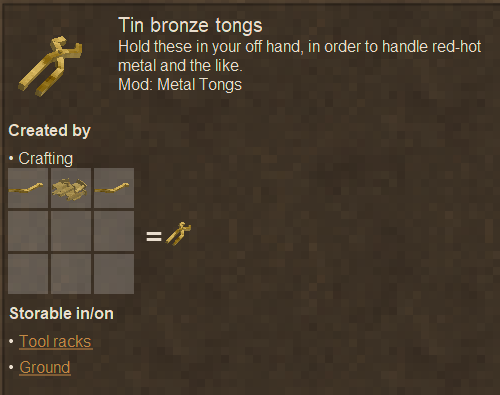 Tin bronze tongs
Hold these in your off hand, in order to handle red-hot
metal and the like.
Mod: Metal Tongs
Created by
• Crafting
=
Storable in/on
• Tool racks
• Ground